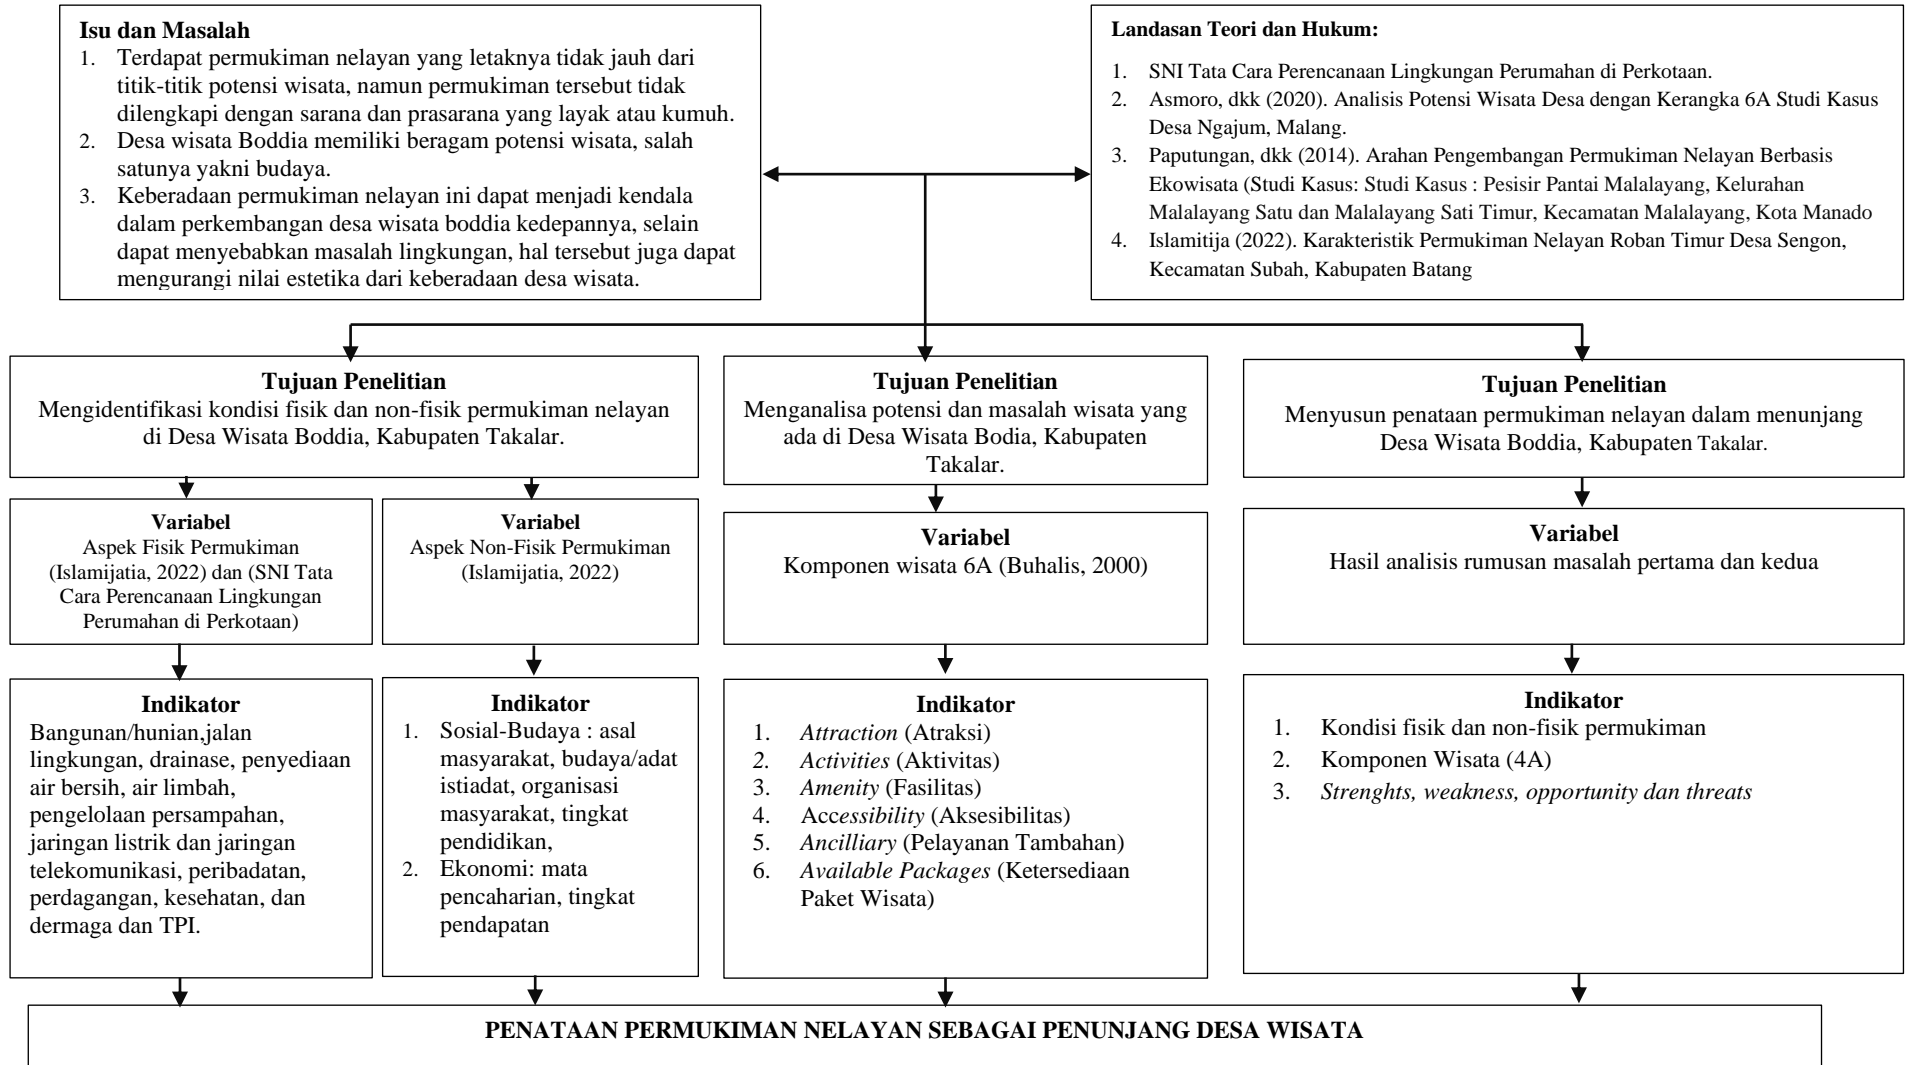 Isu dan Masalah
1. Terdapat permukiman nelayan yang letaknya tidak jauh dari
titik-titik potensi wisata, namun permukiman tersebut tidak
dilengkapi dengan sarana dan prasarana yang layak atau kumuh.
2. Desa wisata Boddia memiliki beragam potensi wisata, salah
satunya yakni budaya.
3. Keberadaan permukiman nelayan ini dapat menjadi kendala
dalam perkembangan desa wisata boddia kedepannya, selain
dapat menyebabkan masalah lingkungan, hal tersebut juga dapat
mengurangi nilai estetika dari keberadaan desa wisata.
Landasan Teori dan Hukum:
1. SNI Tata Cara Perencanaan Lingkungan Perumahan di Perkotaan.
2. Asmoro, dkk (2020). Analisis Potensi Wisata Desa dengan Kerangka 6A Studi Kasus
Desa Ngajum, Malang.
3. Paputungan, dkk (2014). Arahan Pengembangan Permukiman Nelayan Berbasis
Ekowisata (Studi Kasus: Studi Kasus : Pesisir Pantai Malalayang, Kelurahan
Malalayang Satu dan Malalayang Sati Timur, Kecamatan Malalayang, Kota Manado
4. Islamitija (2022). Karakteristik Permukiman Nelayan Roban Timur Desa Sengon,
Kecamatan Subah, Kabupaten Batang
Tujuan Penelitian
Mengidentifikasi kondisi fisik dan non-fisik permukiman nelayan
di Desa Wisata Boddia, Kabupaten Takalar.
Tujuan Penelitian
Menganalisa potensi dan masalah wisata yang
ada di Desa Wisata Bodia, Kabupaten
Takalar.
Tujuan Penelitian
Menyusun penataan permukiman nelayan dalam menunjang
Desa Wisata Boddia, Kabupaten Takalar.
Variabel
Aspek Fisik Permukiman
(Islamijatia, 2022) dan (SNI Tata
Cara Perencanaan Lingkungan
Perumahan di Perkotaan)
Variabel
Aspek Non-Fisik Permukiman
(Islamijatia, 2022)
Variabel
Komponen wisata 6A (Buhalis, 2000)
Variabel
Hasil analisis rumusan masalah pertama dan kedua
Indikator
Bangunan/hunian,jalan
lingkungan, drainase, penyediaan
air bersih, air limbah,
pengelolaan persampahan,
jaringan listrik dan jaringan
telekomunikasi, peribadatan,
perdagangan, kesehatan, dan
dermaga dan TPI.
Indikator
1. Sosial-Budaya : asal
masyarakat, budaya/adat
istiadat, organisasi
masyarakat, tingkat
pendidikan,
2. Ekonomi: mata
pencaharian, tingkat
pendapatan
Indikator
1. Attraction (Atraksi)
2. Activities (Aktivitas)
3. Amenity (Fasilitas)
4. Accessibility (Aksesibilitas)
5. Ancilliary (Pelayanan Tambahan)
6. Available Packages (Ketersediaan
Paket Wisata)
Indikator
1. Kondisi fisik dan non-fisik permukiman
2. Komponen Wisata (4A)
3. Strenghts, weakness, opportunity dan threats
PENATAAN PERMUKIMAN NELAYAN SEBAGAI PENUNJANG DESA WISATA